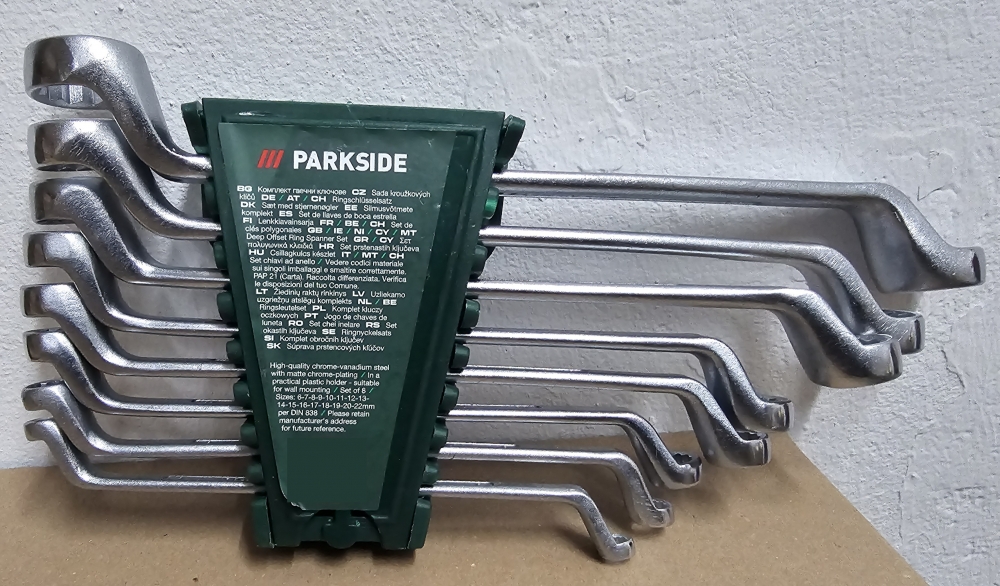 PARKSIDE
BG Комплект гаечни ключове CZ Sada kroužkových
klíčů DE / AT / CH Ringschlüsselsatz
DK Sæt med stjernenøgler EE Silmusvõtmete
komplekt ES Set de llaves de boca estrella
FI Lenkkiavainsarja FR / BE / CH Set de
clés polygonales GB / IE / NI / CY / MT
Deep Offset Ring Spanner Set GR / CY Σετ
πολυγωνικά κλειδιά HR Set prstenastih ključeva
HU Csillagkulcs készlet IT / MT / CH
Set chiavi ad anello / Vedere codici materiale
sui singoli imballaggi e smaltire correttamente.
PAP 21 (Carta). Raccolta differenziata. Verifica
le disposizioni del tuo Comune.
LT Žiedinių raktų rinkinys LV Uzliekamo
uzgriežņu atslēgu komplekts NL / BE
Ringsleutelset PL Komplet kluczy
oczkowych PT Jogo de chaves de
luneta RO Set chei inelare RS Set
okastih ključeva SE Ringnyckelsats
SI Komplet obročnih ključev
SK Súprava prstencových kľúčov
High-quality chrome-vanadium steel
with matte chrome-plating / In a
practical plastic holder - suitable
for wall mounting / Set of 8 /
Sizes: 6-7-8-9-10-11-12-13-
14-15-16-17-18-19-20-22mm
per DIN 838 / Please retain
manufacturer's address
for future reference.